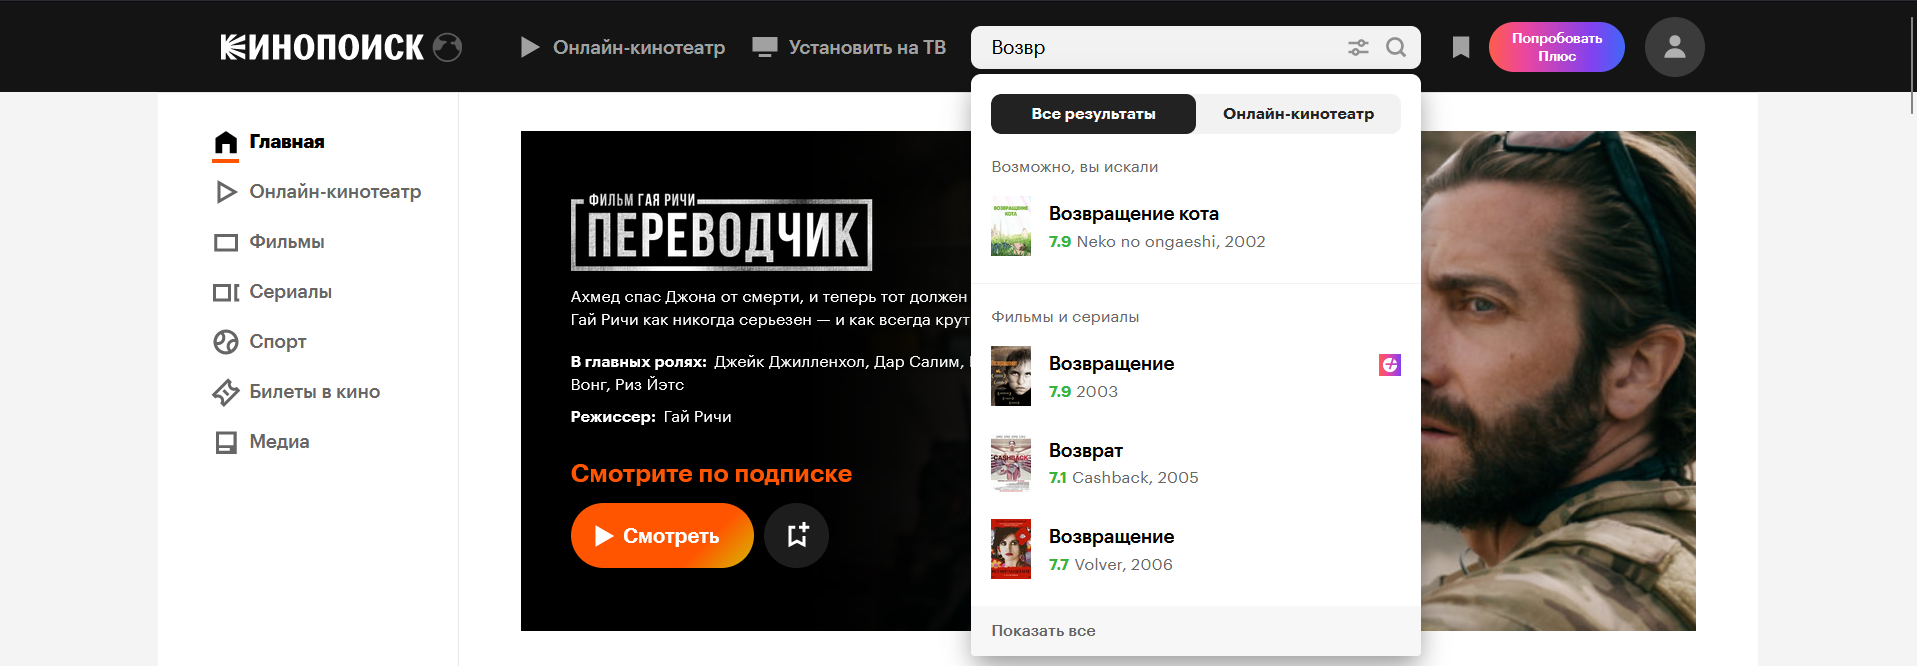 КИНОПОИСК
Онлайн-кинотеатр
Установить на ТВ
Возвр
Попробовать
Плюс
Главная
Онлайн-кинотеатр
Фильмы
Сериалы
Спорт
Билеты в кино
Медиа
ФИЛЬМ ГАЯ РИЧИ
ПЕРЕВОДЧИК
Ахмед спас Джона от смерти, и теперь тот должен
Гай Ричи как никогда серьезен — и как всегда крут
В главных ролях: Джейк Джилленхол, Дар Салим,
Вонг, Риз Йэтс
Режиссер: Гай Ричи
Смотрите по подписке
Смотреть
Все результаты
Онлайн-кинотеатр
Возможно, вы искали
ВОЗВРАЩЕНИЕ
КОТА
Возвращение кота
7.9 Neko no ongaeshi, 2002
Фильмы и сериалы
Возвращение
7.9 2003
CASHBACK
Возврат
7.1 Cashback, 2005
Возвращение
7.7 Volver, 2006
Показать все